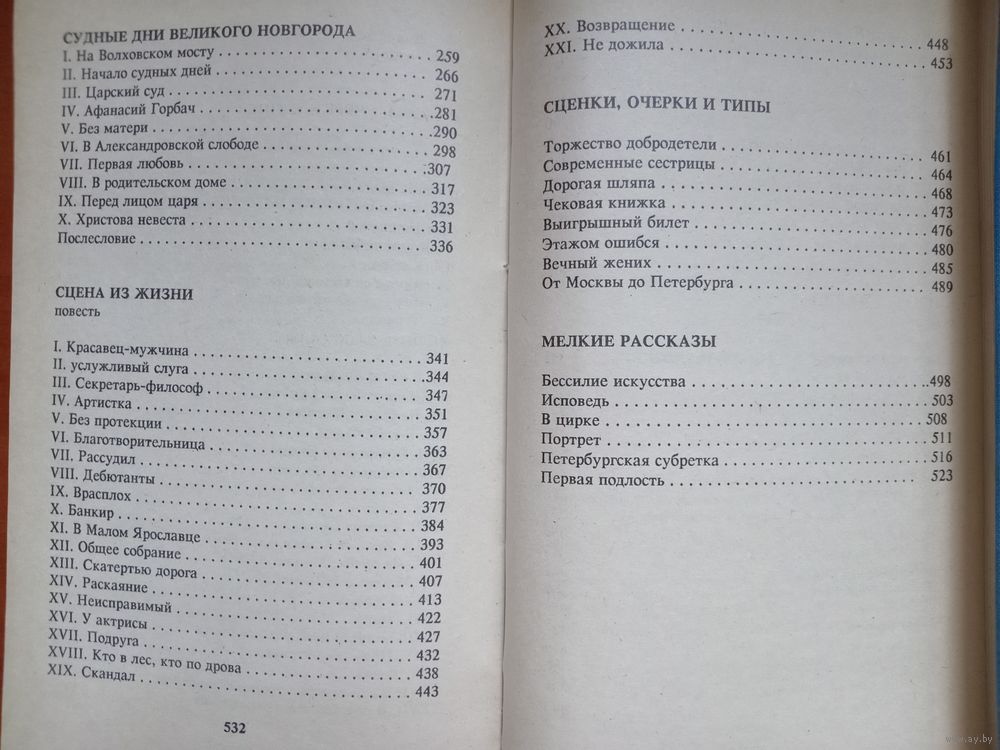 СУДНЫЕ ДНИ ВЕЛИКОГО НОВГОРОДА
I. На Волховском мосту . . . . . . . . . . . . . . . . . . . . 259
II. Начало судных дней . . . . . . . . . . . . . . . . . . . . 266
III. Царский суд . . . . . . . . . . . . . . . . . . . . 271
IV. Афанасий Горбач . . . . . . . . . . . . . . . . . . . . 281
V. Без матери . . . . . . . . . . . . . . . . . . . . 290
VI. В Александровской слободе . . . . . . . . . . . . . . . . . . . . 298
VII. Первая любовь . . . . . . . . . . . . . . . . . . . . 307
VIII. В родительском доме . . . . . . . . . . . . . . . . . . . . 317
IX. Перед лицом царя . . . . . . . . . . . . . . . . . . . . 323
X. Христова невеста . . . . . . . . . . . . . . . . . . . . 331
Послесловие . . . . . . . . . . . . . . . . . . . . 336
СЦЕНА ИЗ ЖИЗНИ
повесть
I. Красавец-мужчина . . . . . . . . . . . . . . . . . . . . 341
II. услужливый слуга . . . . . . . . . . . . . . . . . . . . 344
III. Секретарь-философ . . . . . . . . . . . . . . . . . . . . 347
IV. Артистка . . . . . . . . . . . . . . . . . . . . 351
V. Без протекции . . . . . . . . . . . . . . . . . . . . 357
VI. Благотворительница . . . . . . . . . . . . . . . . . . . . 363
VII. Рассудил . . . . . . . . . . . . . . . . . . . . 367
VIII. Дебютанты . . . . . . . . . . . . . . . . . . . . 370
IX. Врасплох . . . . . . . . . . . . . . . . . . . . 377
X. Банкир . . . . . . . . . . . . . . . . . . . . 384
XI. В Малом Ярославце . . . . . . . . . . . . . . . . . . . . 393
XII. Общее собрание . . . . . . . . . . . . . . . . . . . . 401
XIII. Скатертью дорога . . . . . . . . . . . . . . . . . . . . 407
XIV. Раскаяние . . . . . . . . . . . . . . . . . . . . 413
XV. Неисправимый . . . . . . . . . . . . . . . . . . . . 422
XVI. У актрисы . . . . . . . . . . . . . . . . . . . . 427
XVII. Подруга . . . . . . . . . . . . . . . . . . . . 432
XVIII. Кто в лес, кто по дрова . . . . . . . . . . . . . . . . . . . . 438
XIX. Скандал . . . . . . . . . . . . . . . . . . . . 443
532
XX. Возвращение . . . . . . . . . . . . . . . . . . . . 448
XXI. Не дожила . . . . . . . . . . . . . . . . . . . . 453
СЦЕНКИ, ОЧЕРКИ И ТИПЫ
Торжество добродетели . . . . . . . . . . . . . . . . . . . . 461
Современные сестрицы . . . . . . . . . . . . . . . . . . . . 464
Дорогая шляпа . . . . . . . . . . . . . . . . . . . . 468
Чековая книжка . . . . . . . . . . . . . . . . . . . . 473
Выигрышный билет . . . . . . . . . . . . . . . . . . . . 476
Этажом ошибся . . . . . . . . . . . . . . . . . . . . 480
Вечный жених . . . . . . . . . . . . . . . . . . . . 485
От Москвы до Петербурга . . . . . . . . . . . . . . . . . . . . 489
МЕЛКИЕ РАССКАЗЫ
Бессилие искусства . . . . . . . . . . . . . . . . . . . . 498
Исповедь . . . . . . . . . . . . . . . . . . . . 503
В цирке . . . . . . . . . . . . . . . . . . . . 508
Портрет . . . . . . . . . . . . . . . . . . . . 511
Петербургская субретка . . . . . . . . . . . . . . . . . . . . 516
Первая подлость . . . . . . . . . . . . . . . . . . . . 523
www.ay.by